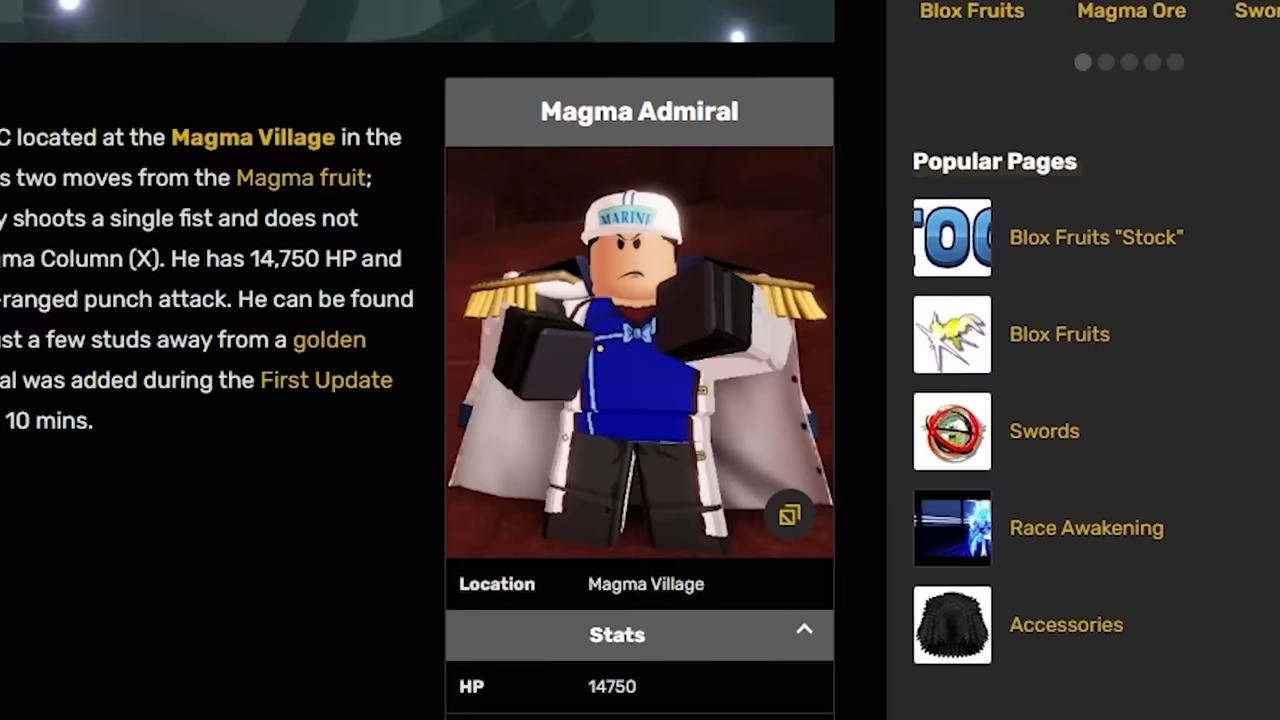 Blox Fruits Magma Ore
Magma Admiral
C located at the Magma Village in the
s two moves from the Magma fruit;
y shoots a single fist and does not
ma Column (X). He has 14,750 HP and
-ranged punch attack. He can be found
st a few studs away from a golden
al was added during the First Update
10 mins.
MARINE
Location Magma Village
Stats
HP 14750
Popular Pages
Blox Fruits "Stock"
Blox Fruits
Swords
Race Awakening
Accessories